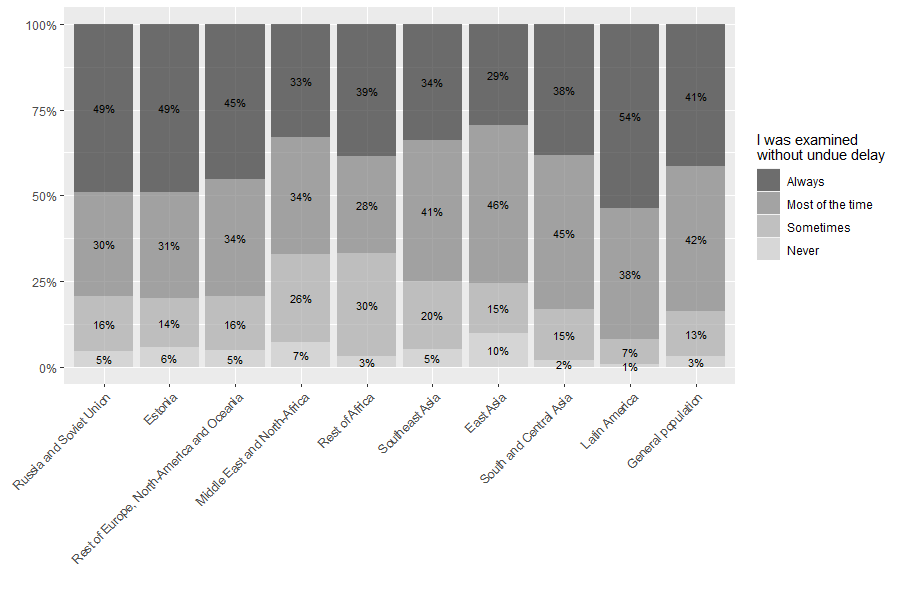 100%
75%
50%
25%
0%
49%
30%
16%
5%
49%
31%
14%
6%
45%
34%
16%
5%
33%
34%
26%
7%
39%
28%
30%
3%
34%
41%
20%
5%
29%
46%
15%
10%
38%
45%
15%
2%
54%
38%
7%
1%
41%
42%
13%
3%
Russia and Soviet Union
Estonia
Rest of Europe, North-America and Oceania
Middle East and North-Africa
Rest of Africa
Southeast Asia
East Asia
South and Central Asia
Latin America
General population
I was examined
without undue delay
Always
Most of the time
Sometimes
Never